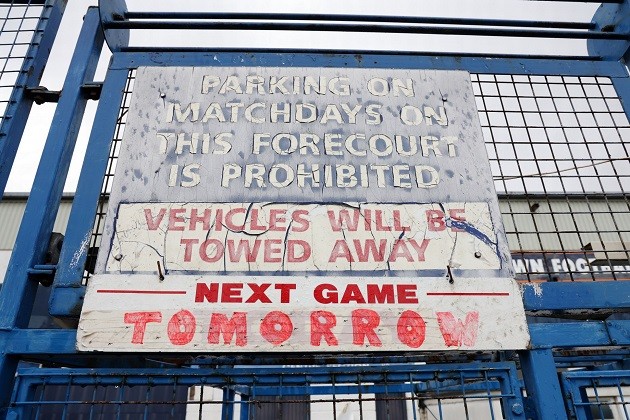 PARKING ON
MATCHDAYS ON
THIS FORECOURT
IS PROHIBITED
VEHICLES WILL BE
TOWED AWAY
NEXT GAME
TOMORROW